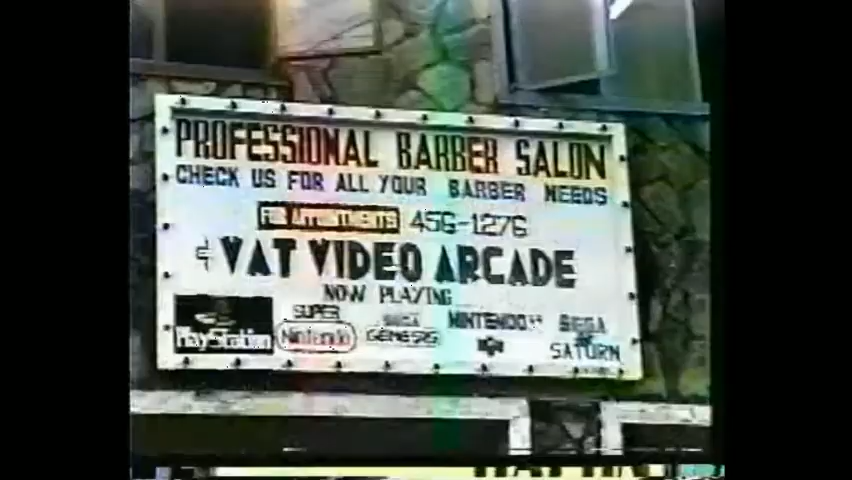 PROFESSIONAL BARBER SALON
CHECK US FOR ALL YOUR BARBER NEEDS
FOR APPOINTMENTS 456-1276
& VAT VIDEO ARCADE
NOW PLAYING
PlayStation
SUPER
Nintendo
SEGA
GENESIS
NINTENDO 64
SEGA
SATURN